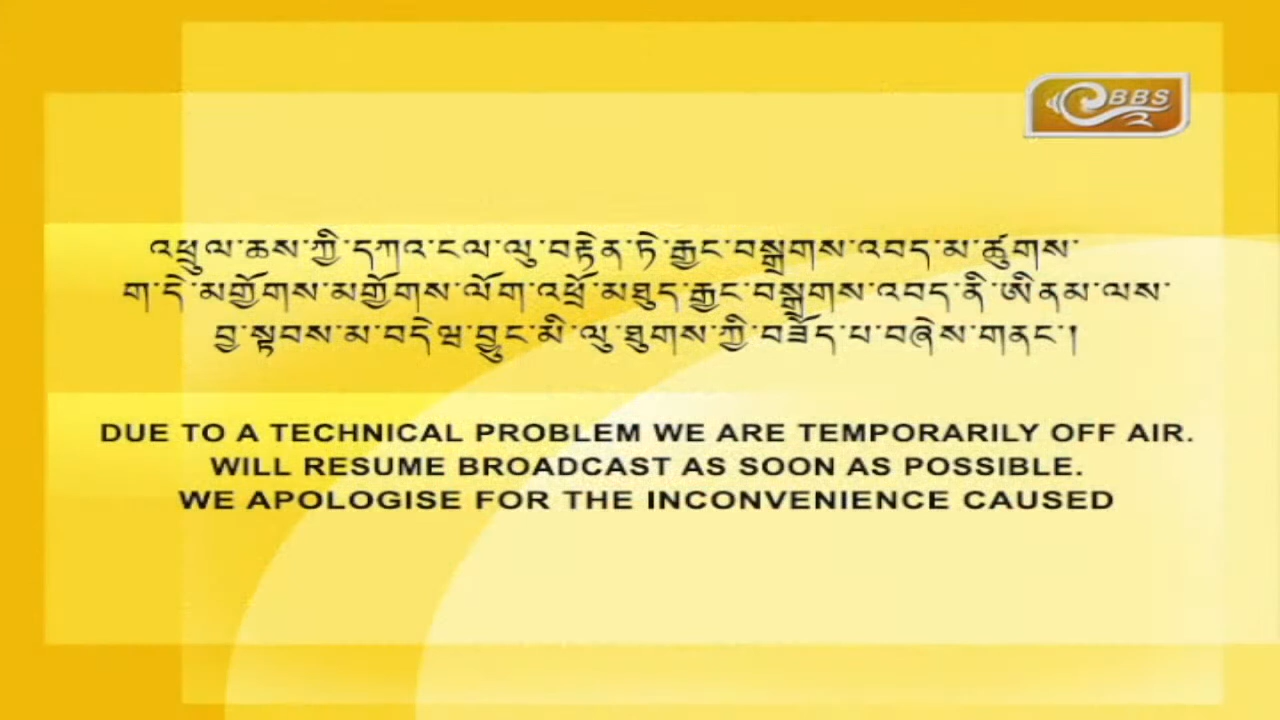 BBS
འཕྲུལ་ཆས་ཀྱི་དཀའ་ངལ་ལུ་བརྟེན་ཏེ་རྒྱང་བསྒྲགས་འབད་མ་ཚུགས་
ག་དེ་མགྱོགས་མགྱོགས་ལོག་འཕྲོ་མཐུད་རྒྱང་བསྒྲགས་འབད་ནི་ཨིནམ་ལས་
བྱ་སྟབས་མ་བདེཝ་བྱུང་མི་ལུ་ཐུགས་ཀྱི་བཟོད་པ་བཞེས་གནང་།
DUE TO A TECHNICAL PROBLEM WE ARE TEMPORARILY OFF AIR.
WILL RESUME BROADCAST AS SOON AS POSSIBLE.
WE APOLOGISE FOR THE INCONVENIENCE CAUSED